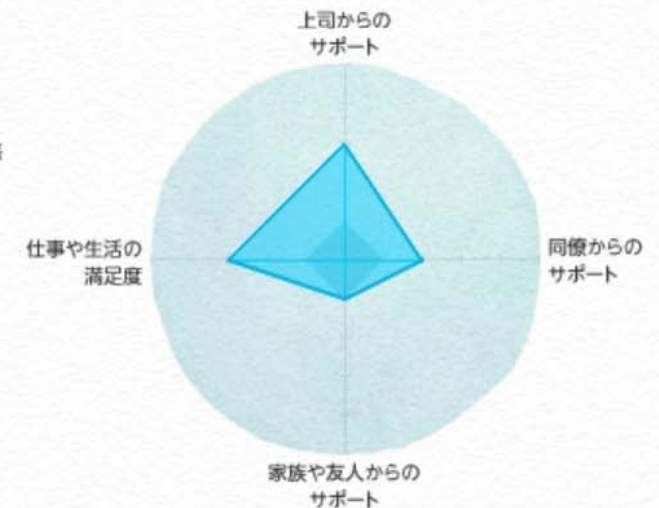 上司からの
サポート
仕事や生活の
満足度
同僚からの
サポート
家族や友人からの
サポート